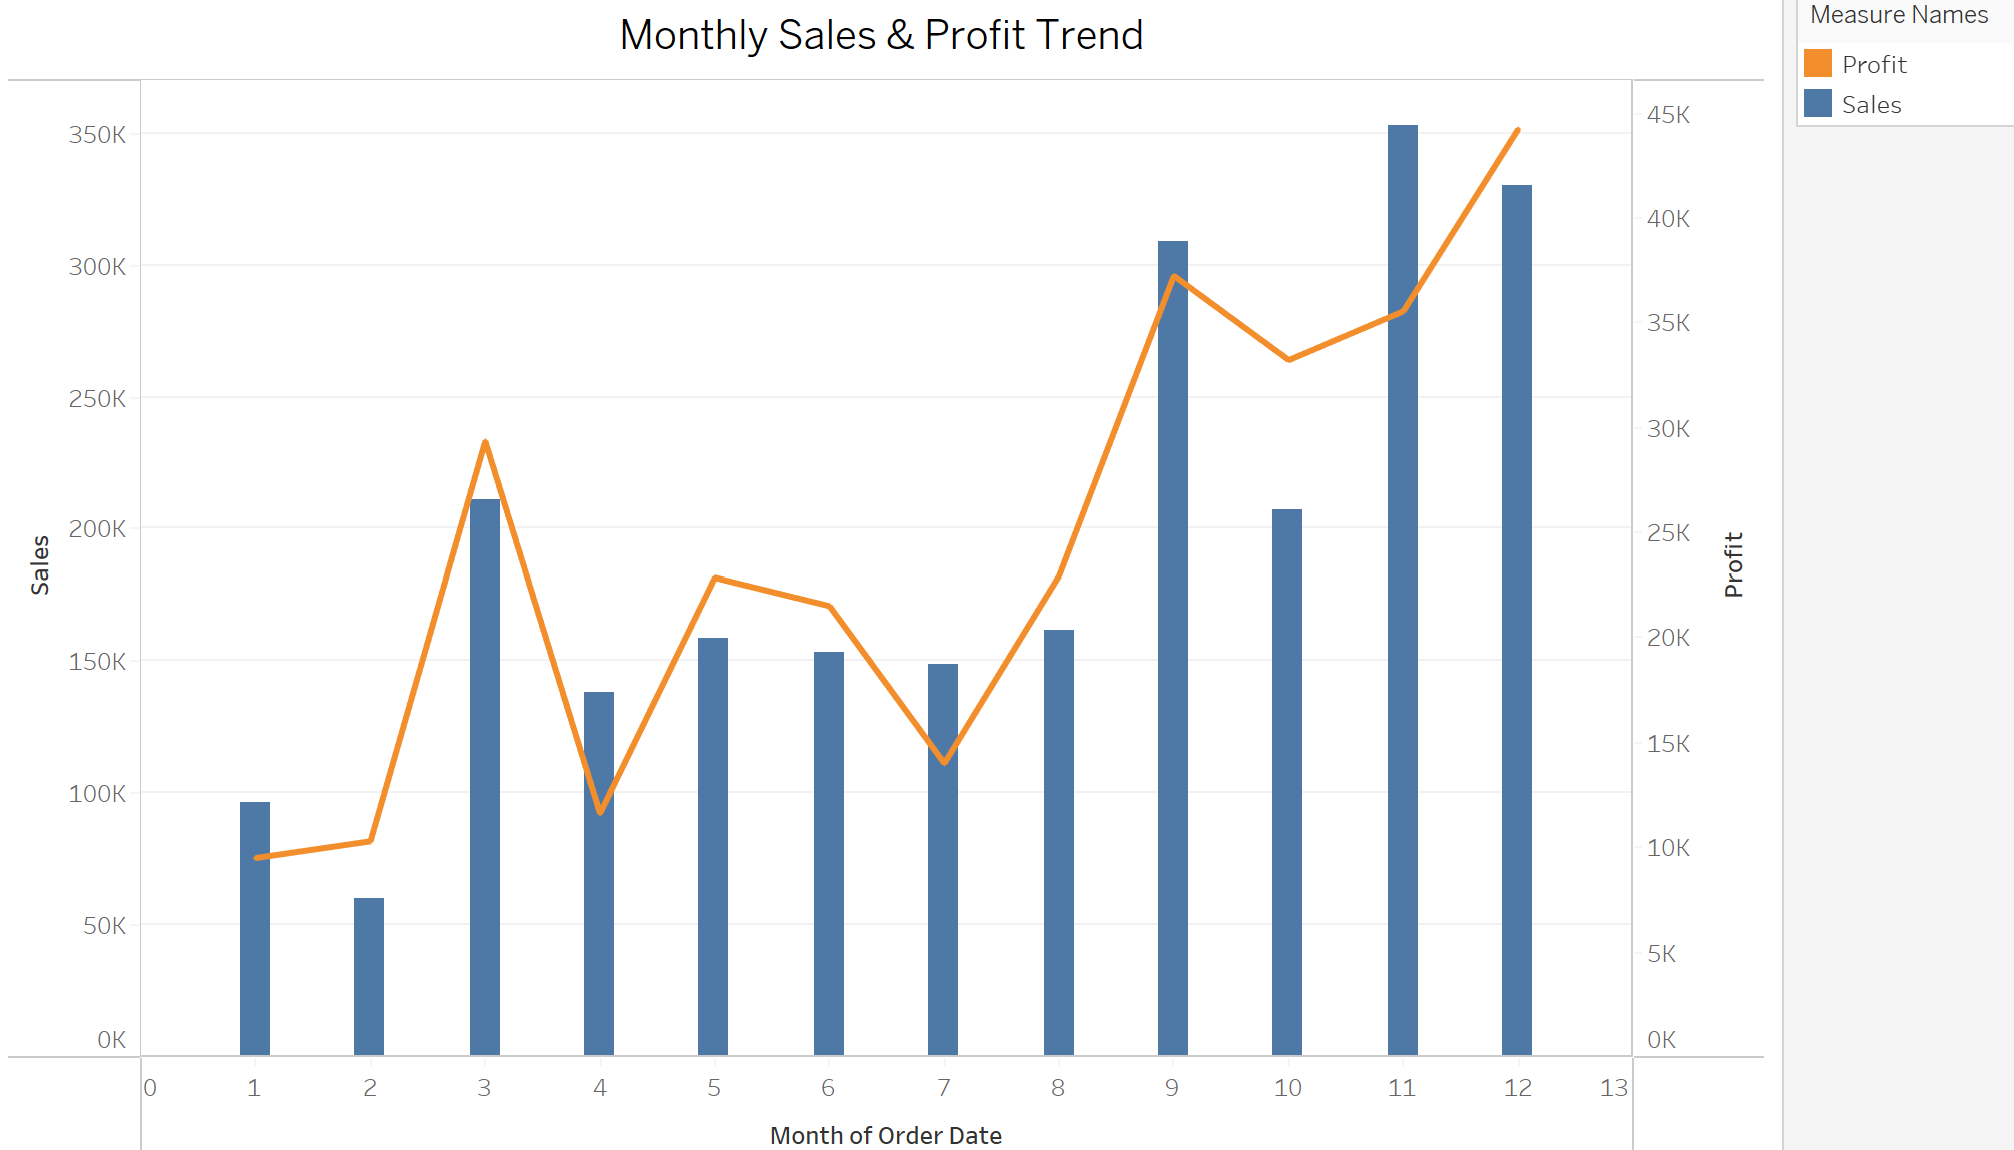 Monthly Sales & Profit Trend
Measure Names
Profit
Sales
350K
300K
250K
200K
150K
100K
50K
0K
Sales
45K
40K
35K
30K
25K
20K
15K
10K
5K
0K
Profit
0 1 2 3 4 5 6 7 8 9 10 11 12 13
Month of Order Date